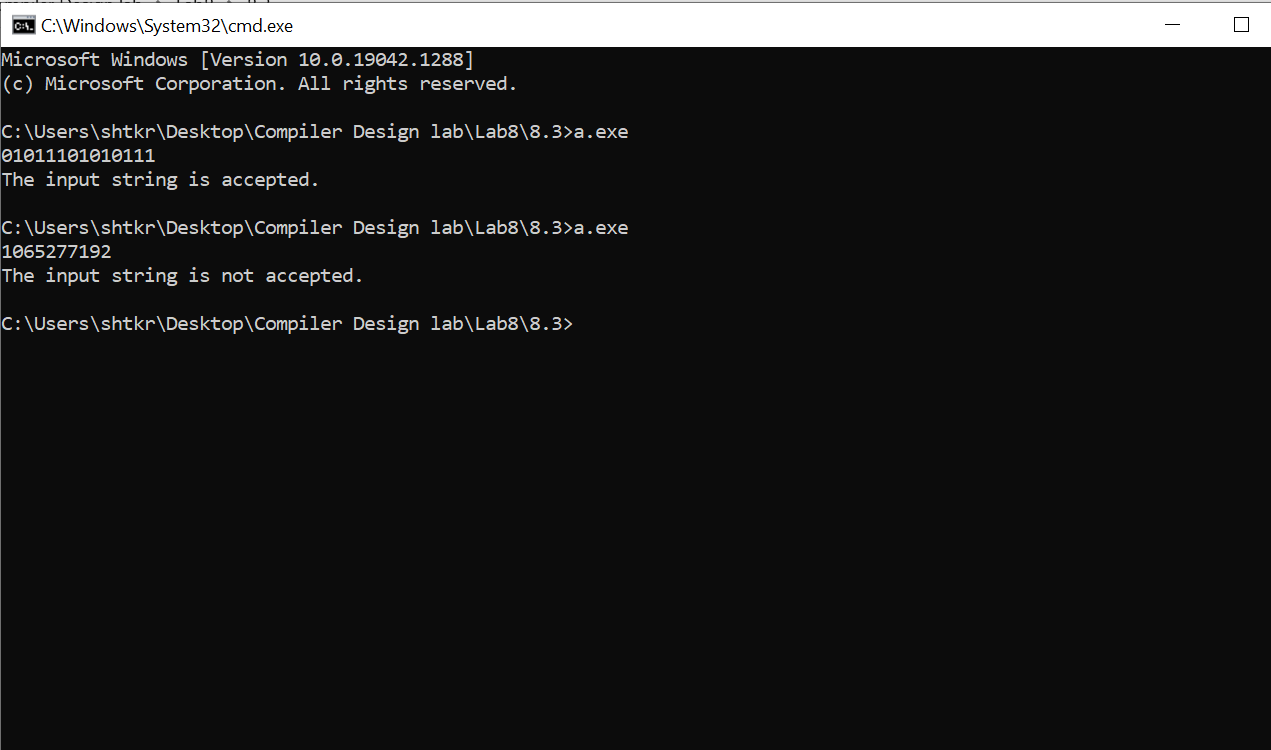 C:\Windows\System32\cmd.exe
Microsoft Windows [Version 10.0.19042.1288]
(c) Microsoft Corporation. All rights reserved.
C:\Users\shtkr\Desktop\Compiler Design lab\Lab8\8.3>a.exe
01011101010111
The input string is accepted.
C:\Users\shtkr\Desktop\Compiler Design lab\Lab8\8.3>a.exe
1065277192
The input string is not accepted.
C:\Users\shtkr\Desktop\Compiler Design lab\Lab8\8.3>